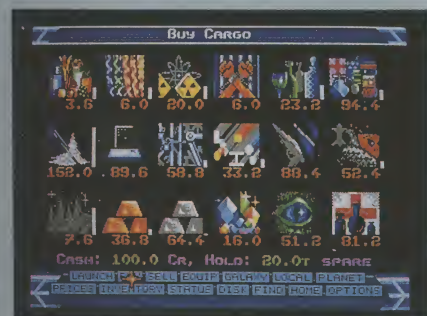 Buy Cargo
3.6 6.0 20.0 6.0 23.2 94.4
152.0 89.6 58.8 33.2 88.4 52.4
7.6 36.8 64.4 16.0 51.2 81.2
Cash: 100.0 Cr, Hold: 20.0T spare
LAUNCH SELL EQUIP GALAXY LOCAL PLANET
PRICES INVENTORY STATUS DISK FIND HOME OPTIONS